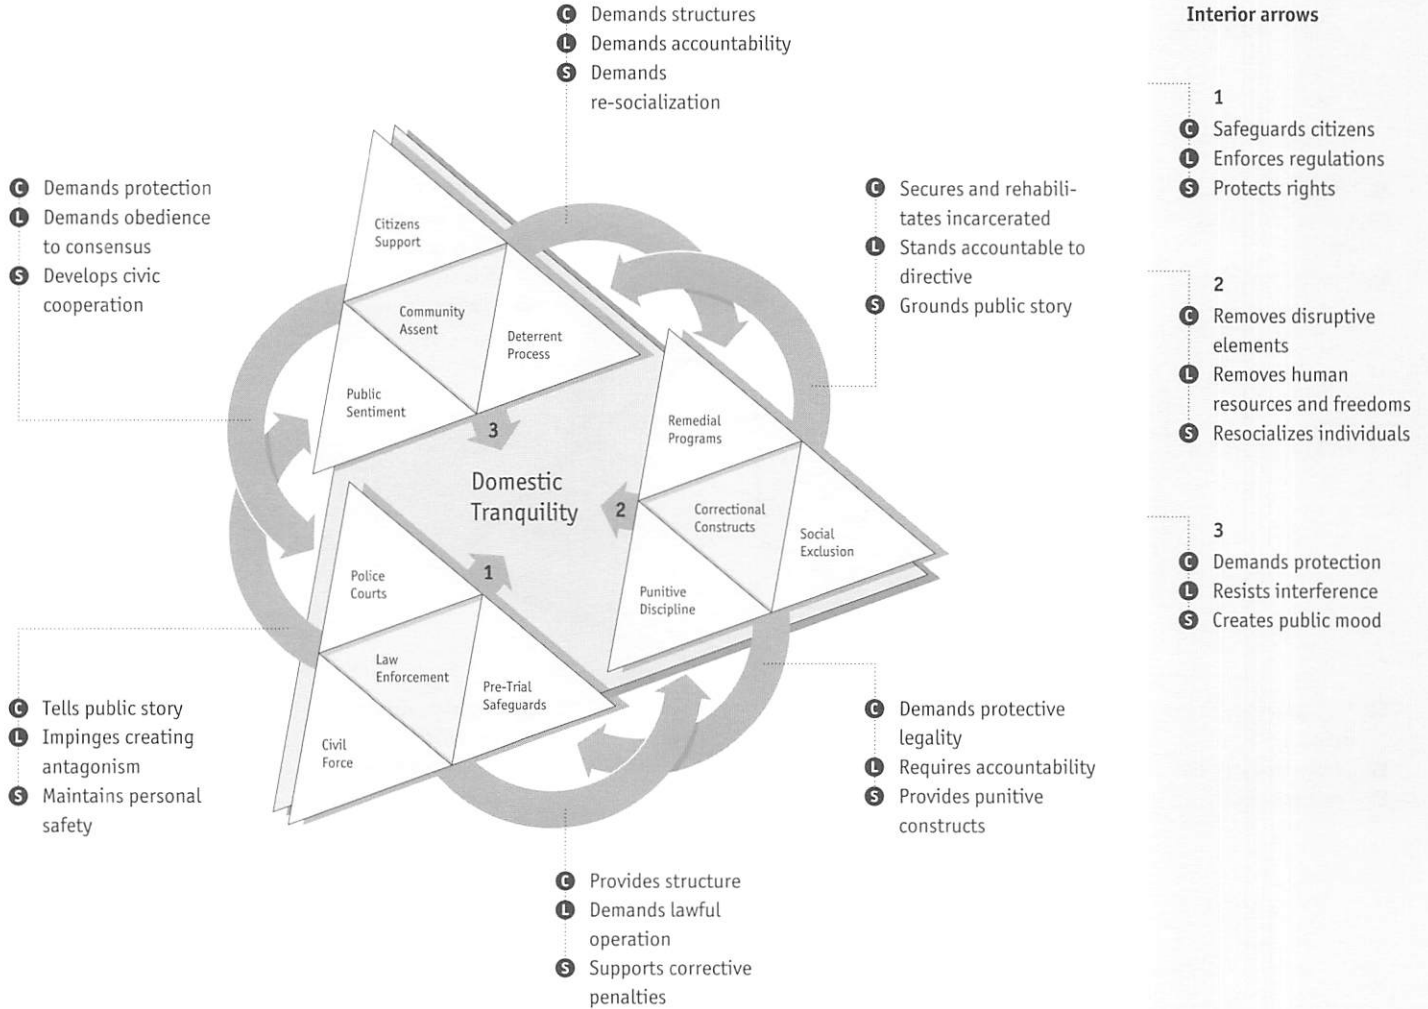 C Demands structures
L Demands accountability
S Demands
re-socialization
C Demands protection
L Demands obedience
to consensus
S Develops civic
cooperation
C Secures and rehabili-
tates incarcerated
L Stands accountable to
directive
S Grounds public story
Citizens
Support
Community
Assent
Deterrent
Process
Public
Sentiment
3
Domestic
Tranquility
2
1
Remedial
Programs
Correctional
Constructs
Social
Exclusion
Punitive
Discipline
Police
Courts
Law
Enforcement
Pre-Trial
Safeguards
Civil
Force
C Tells public story
L Impinges creating
antagonism
S Maintains personal
safety
C Demands protective
legality
L Requires accountability
S Provides punitive
constructs
C Provides structure
L Demands lawful
operation
S Supports corrective
penalties
Interior arrows
1
C Safeguards citizens
L Enforces regulations
S Protects rights
2
C Removes disruptive
elements
L Removes human
resources and freedoms
S Resocializes individuals
3
C Demands protection
L Resists interference
S Creates public mood